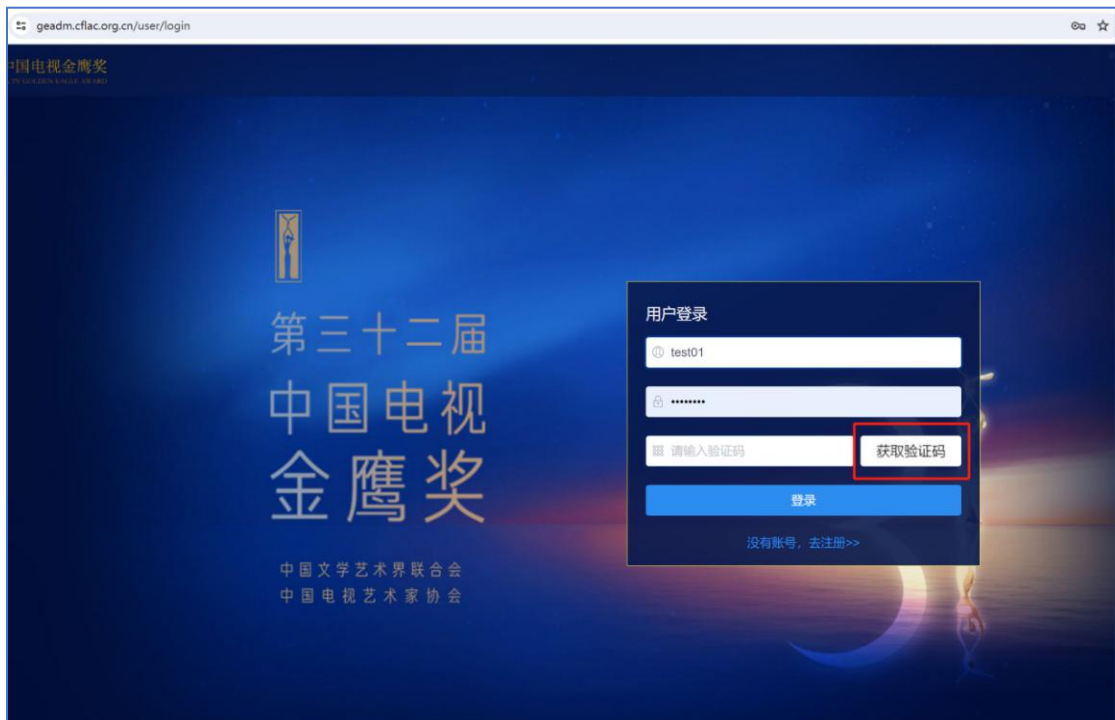 geadm.cflac.org.cn/user/login
中国电视金鹰奖
第三十二届
中国电视
金鹰奖
中国文学艺术界联合会
中国电视艺术家协会
用户登录
test01
••••••••
请输入验证码
获取验证码
登录
没有账号，去注册>>